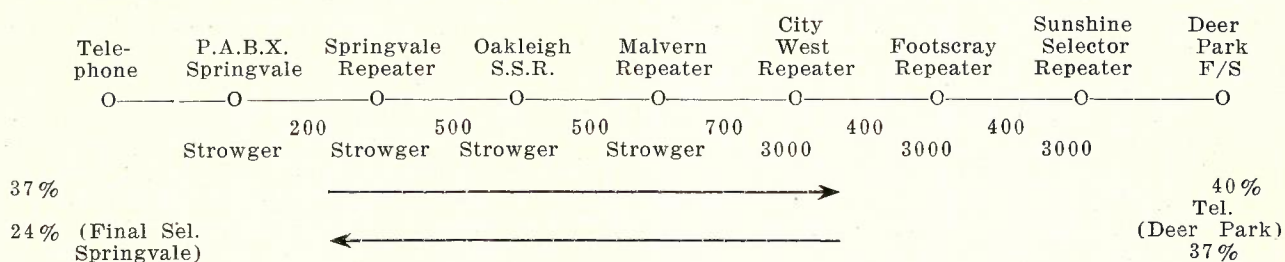 City Sunshine Deer
Tele- P.A.B.X. Springvale Oakleigh Malvern West Footscray Selector Park
phone Springvale Repeater S.S.R. Repeater Repeater Repeater Repeater F/S
O O O O O O O O O
200 500 500 700 400 400
Strowger Strowger Strowger Strowger 3000 3000 3000
37% 40%
Tel.
24% (Final Sel. (Deer Park)
Springvale) 37%